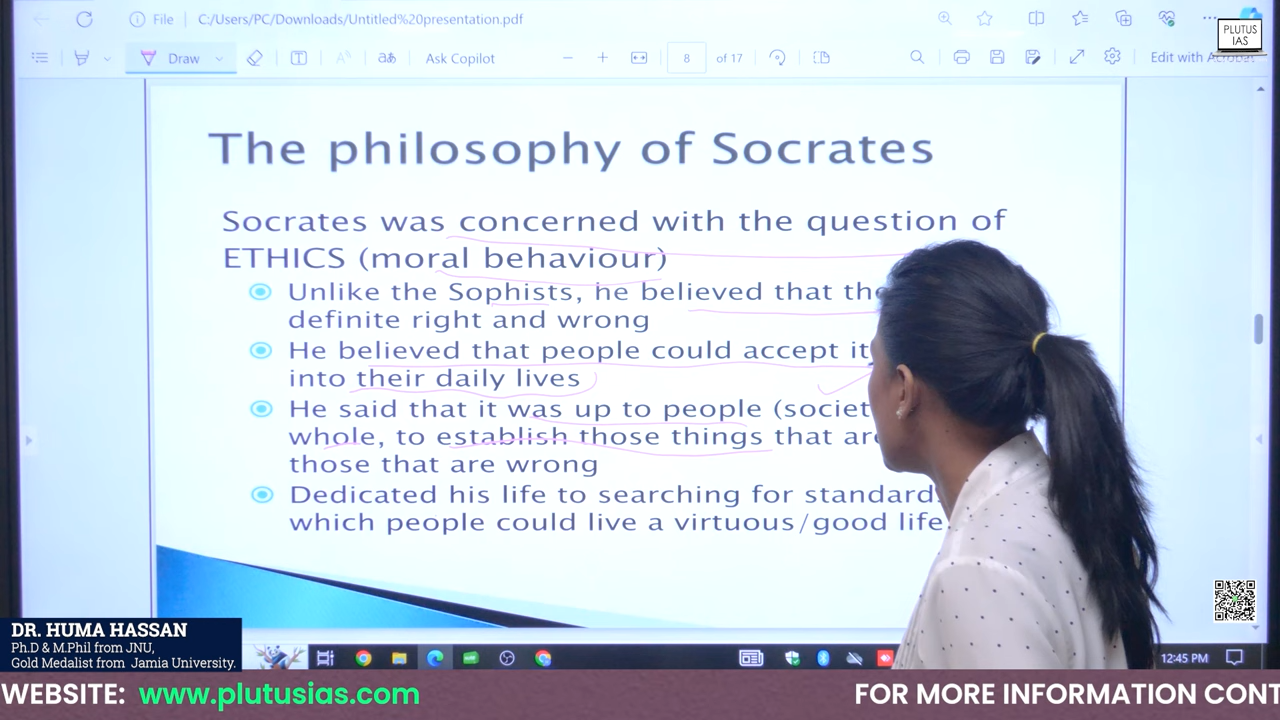 File C:/Users/PC/Downloads/Untitled%20presentation.pdf
PLUTUS
IAS
Draw
Ask Copilot
8 of 17
Edit with Acrobat
The philosophy of Socrates
Socrates was concerned with the question of
ETHICS (moral behaviour)
Unlike the Sophists, he believed that
definite right and wrong
He believed that people could accept it
into their daily lives
He said that it was up to people
whole, to establish those things that
those that are wrong
Dedicated his life to searching for
which people could live a virtuous/good life.
DR. HUMA HASSAN
Ph.D & M.Phil from JNU,
Gold Medalist from Jamia University.
12:45 PM
WEBSITE: www.plutusias.com
FOR MORE INFORMATION